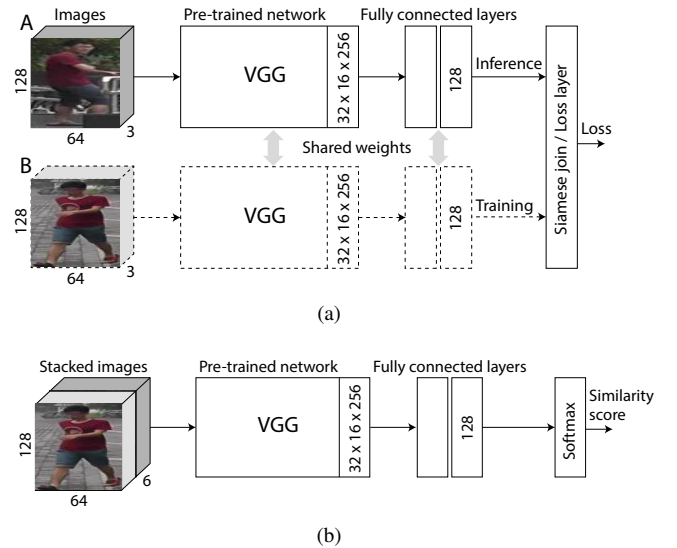 A
Images
Pre-trained network
Fully connected layers
128
64
3
VGG
32 x 16 x 256
128
Inference
Siamese join / Loss layer
Loss
Shared weights
B
128
64
3
VGG
32 x 16 x 256
128
Training
(a)
Stacked images
Pre-trained network
Fully connected layers
128
64
6
VGG
32 x 16 x 256
128
Softmax
Similarity
score
(b)